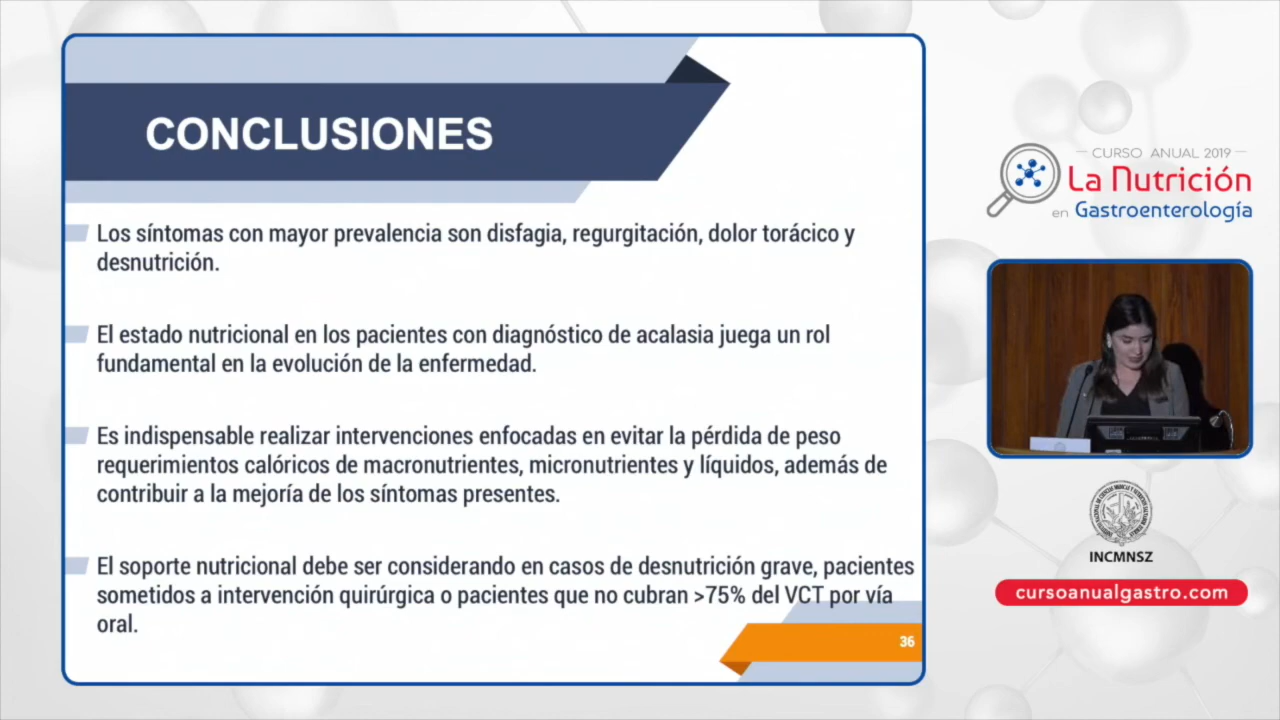 CONCLUSIONES
Los síntomas con mayor prevalencia son disfagia, regurgitación, dolor torácico y
desnutrición.
El estado nutricional en los pacientes con diagnóstico de acalasia juega un rol
fundamental en la evolución de la enfermedad.
Es indispensable realizar intervenciones enfocadas en evitar la pérdida de peso
requerimientos calóricos de macronutrientes, micronutrientes y líquidos, además de
contribuir a la mejoría de los síntomas presentes.
El soporte nutricional debe ser considerando en casos de desnutrición grave, pacientes
sometidos a intervención quirúrgica o pacientes que no cubran >75% del VCT por vía
oral.
36
CURSO ANUAL 2019
La Nutrición
en Gastroenterología
INCMNSZ
cursoanualgastro.com